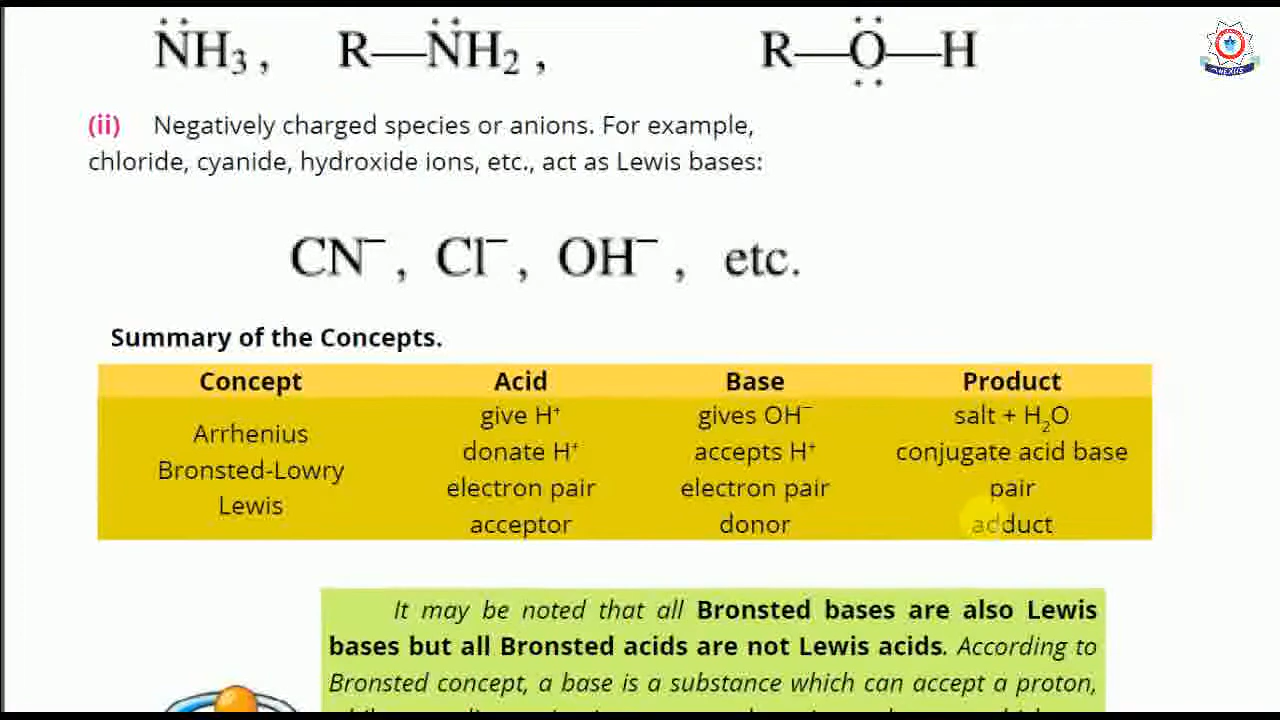 N̈H₃ , R—N̈H₂ , R—Ö—H
(ii) Negatively charged species or anions. For example,
chloride, cyanide, hydroxide ions, etc., act as Lewis bases:
CN⁻ , Cl⁻ , OH⁻ , etc.
Summary of the Concepts.
Concept Acid Base Product
Arrhenius give H⁺ gives OH⁻ salt + H₂O
Bronsted-Lowry donate H⁺ accepts H⁺ conjugate acid base
Lewis electron pair electron pair pair
acceptor donor adduct
It may be noted that all Bronsted bases are also Lewis
bases but all Bronsted acids are not Lewis acids. According to
Bronsted concept, a base is a substance which can accept a proton,
NEXUS